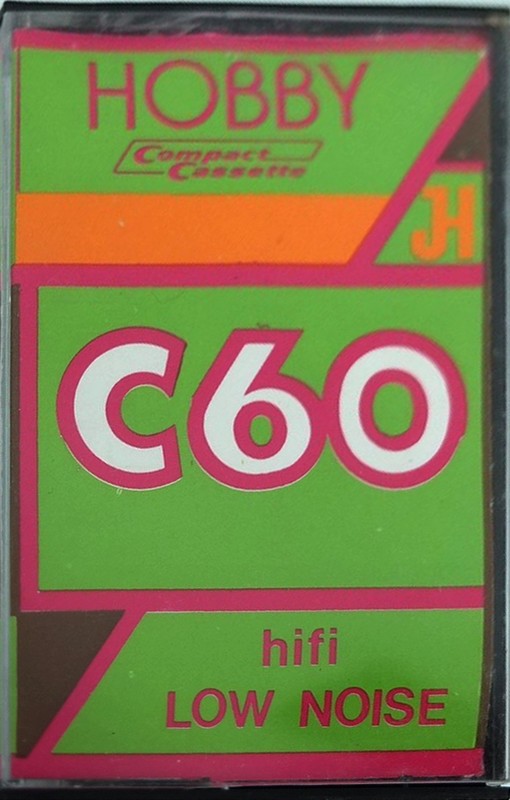 HOBBY
Compact
Cassette
JH
C60
hifi
LOW NOISE